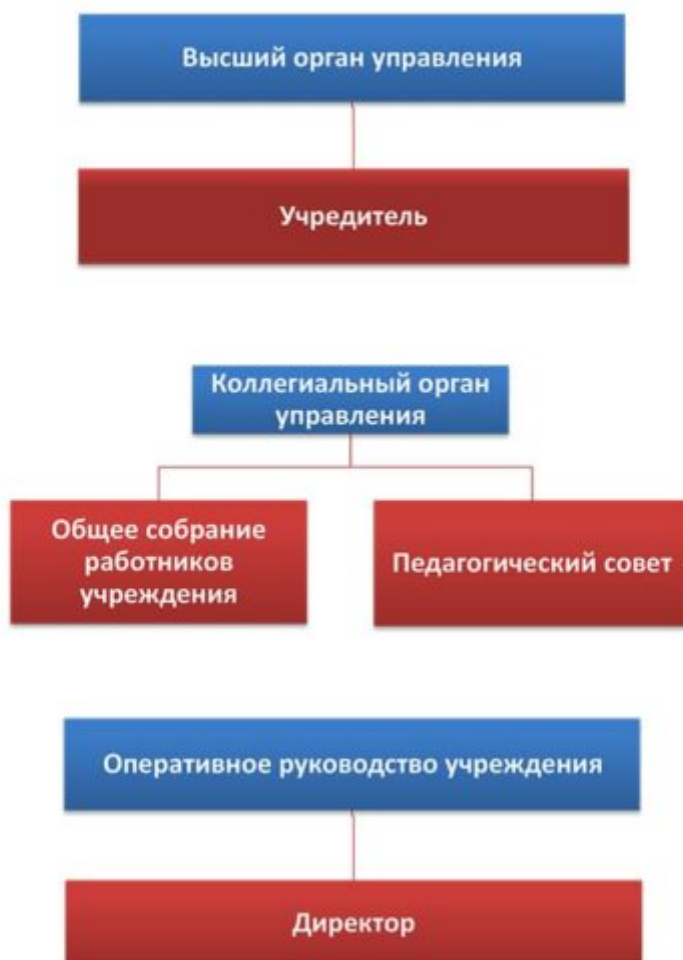 Высший орган управления
Учредитель
Коллегиальный орган
управления
Общее собрание
работников
учреждения
Педагогический совет
Оперативное руководство учреждения
Директор